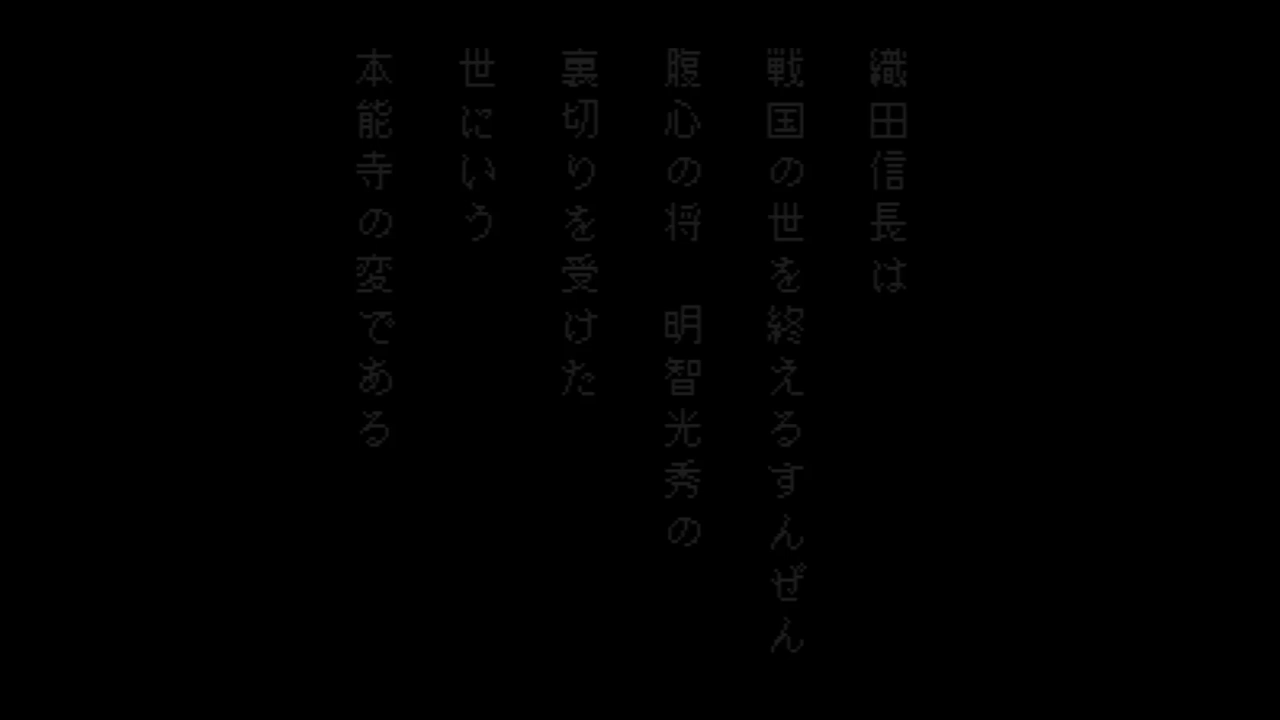 織田信長は
戦国の世を終えるすんぜん
腹心の将　明智光秀の
裏切りを受けた
世にいう
本能寺の変である